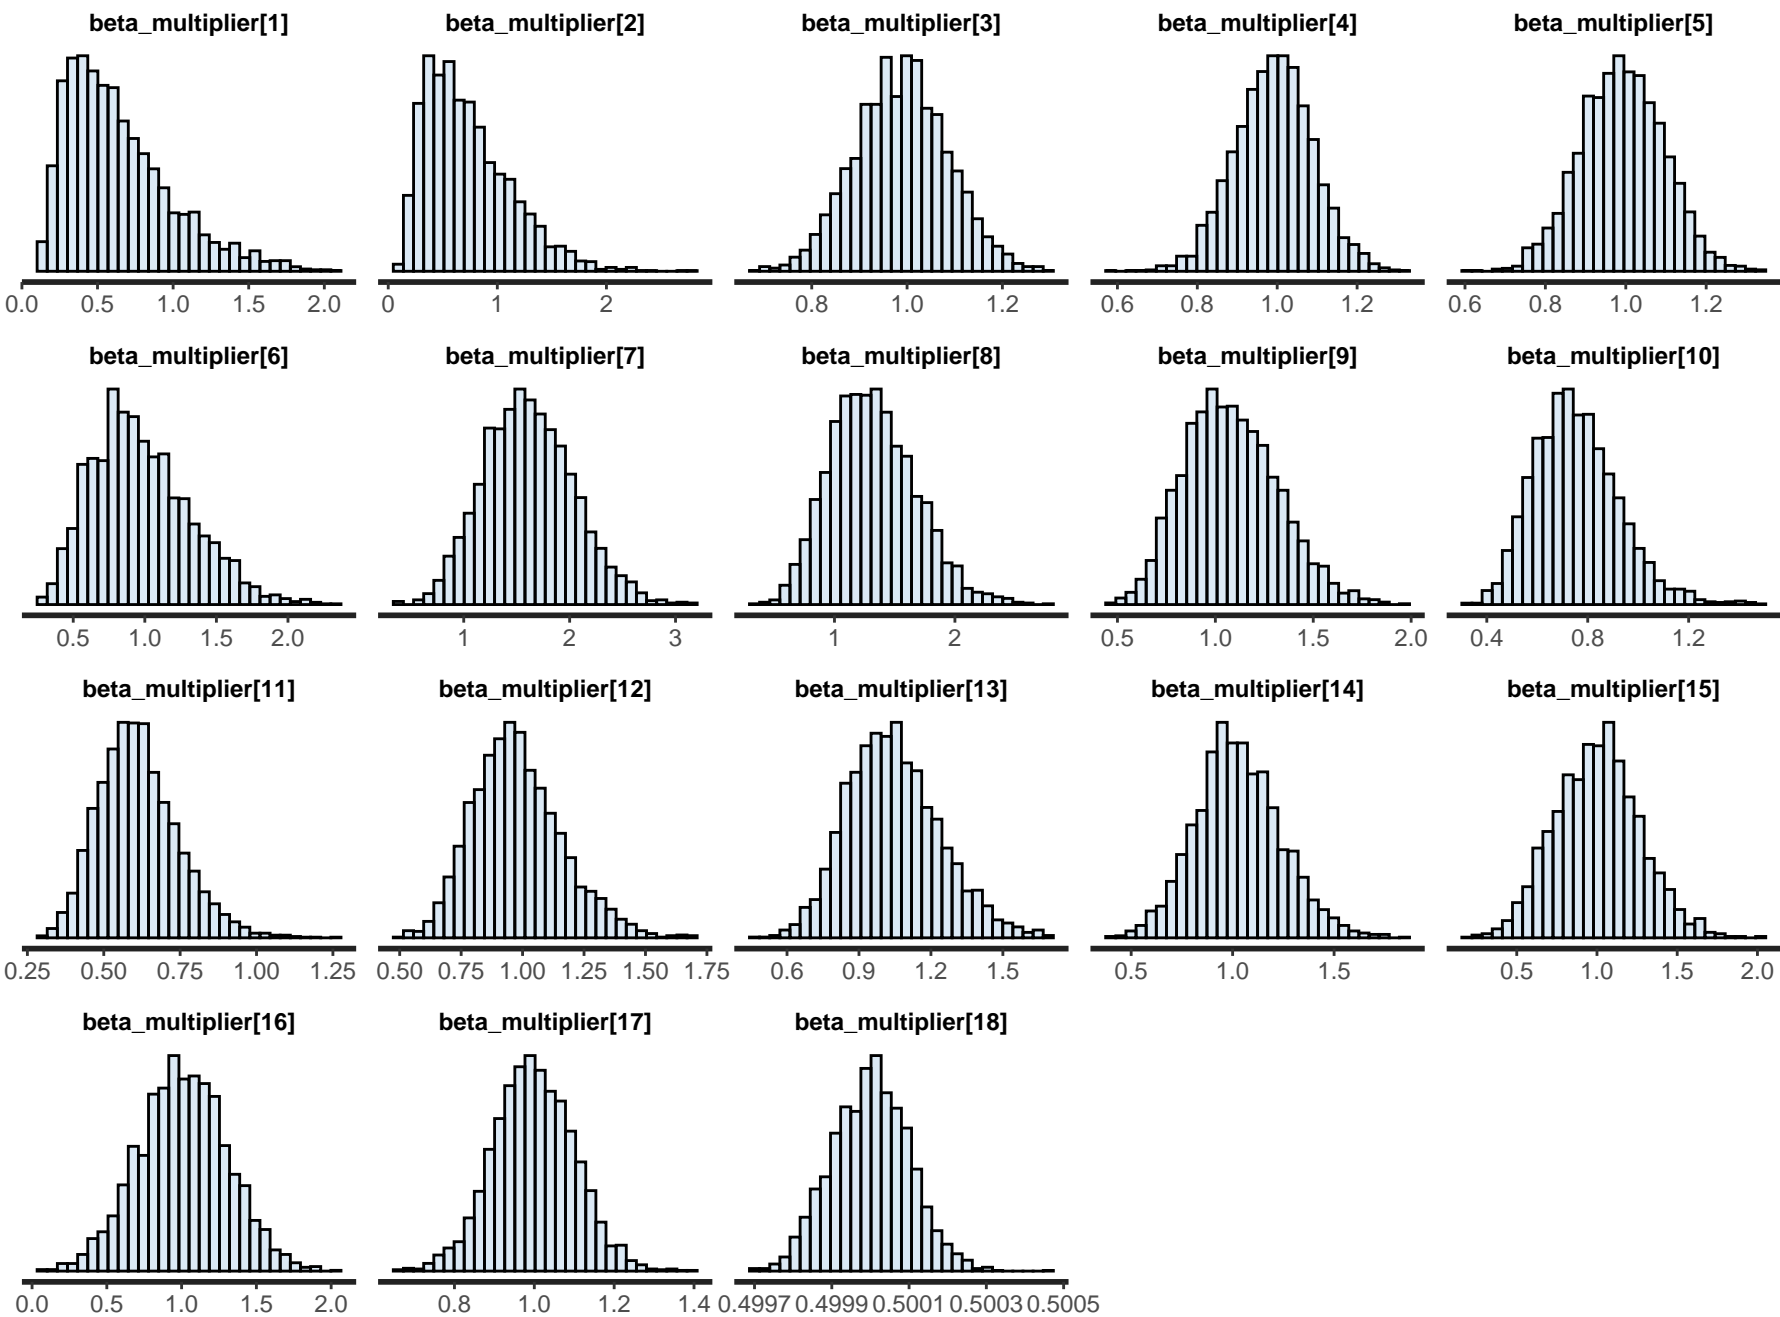 beta_multiplier[1] beta_multiplier[2] beta_multiplier[3] beta_multiplier[4] beta_multiplier[5]
0.0 0.5 1.0 1.5 2.0 0 1 2 0.8 1.0 1.2 0.6 0.8 1.0 1.2 0.6 0.8 1.0 1.2
beta_multiplier[6] beta_multiplier[7] beta_multiplier[8] beta_multiplier[9] beta_multiplier[10]
0.5 1.0 1.5 2.0 1 2 3 1 2 0.5 1.0 1.5 2.0 0.4 0.8 1.2
beta_multiplier[11] beta_multiplier[12] beta_multiplier[13] beta_multiplier[14] beta_multiplier[15]
0.25 0.50 0.75 1.00 1.25 0.50 0.75 1.00 1.25 1.50 1.75 0.6 0.9 1.2 1.5 0.5 1.0 1.5 0.5 1.0 1.5 2.0
beta_multiplier[16] beta_multiplier[17] beta_multiplier[18]
0.0 0.5 1.0 1.5 2.0 0.8 1.0 1.2 1.4 0.4997 0.4999 0.5001 0.5003 0.5005